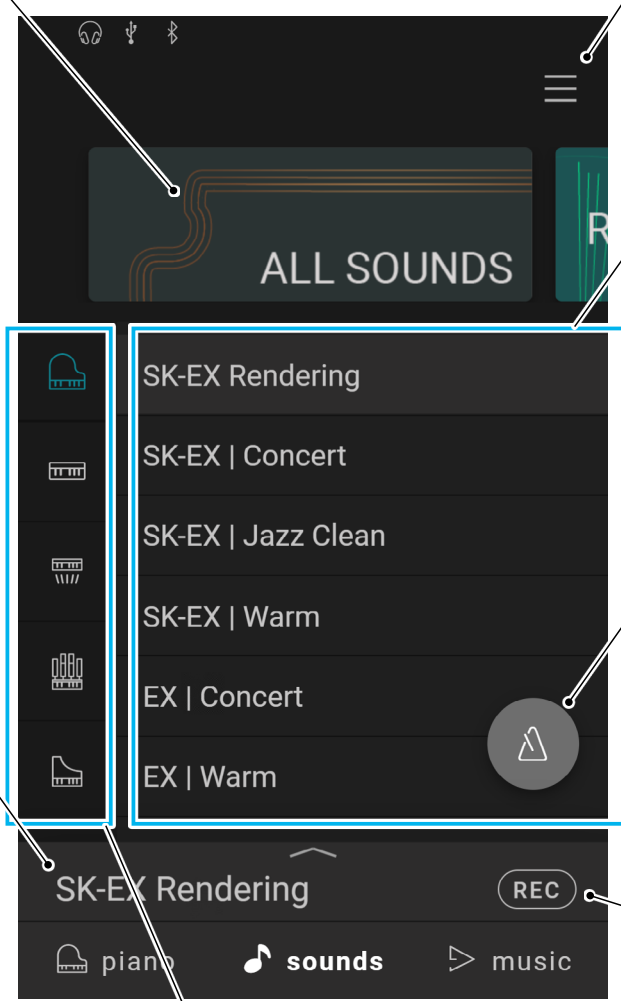 ALL SOUNDS
R
SK-EX Rendering
SK-EX | Concert
SK-EX | Jazz Clean
SK-EX | Warm
EX | Concert
EX | Warm
SK-EX Rendering
REC
piano sounds music